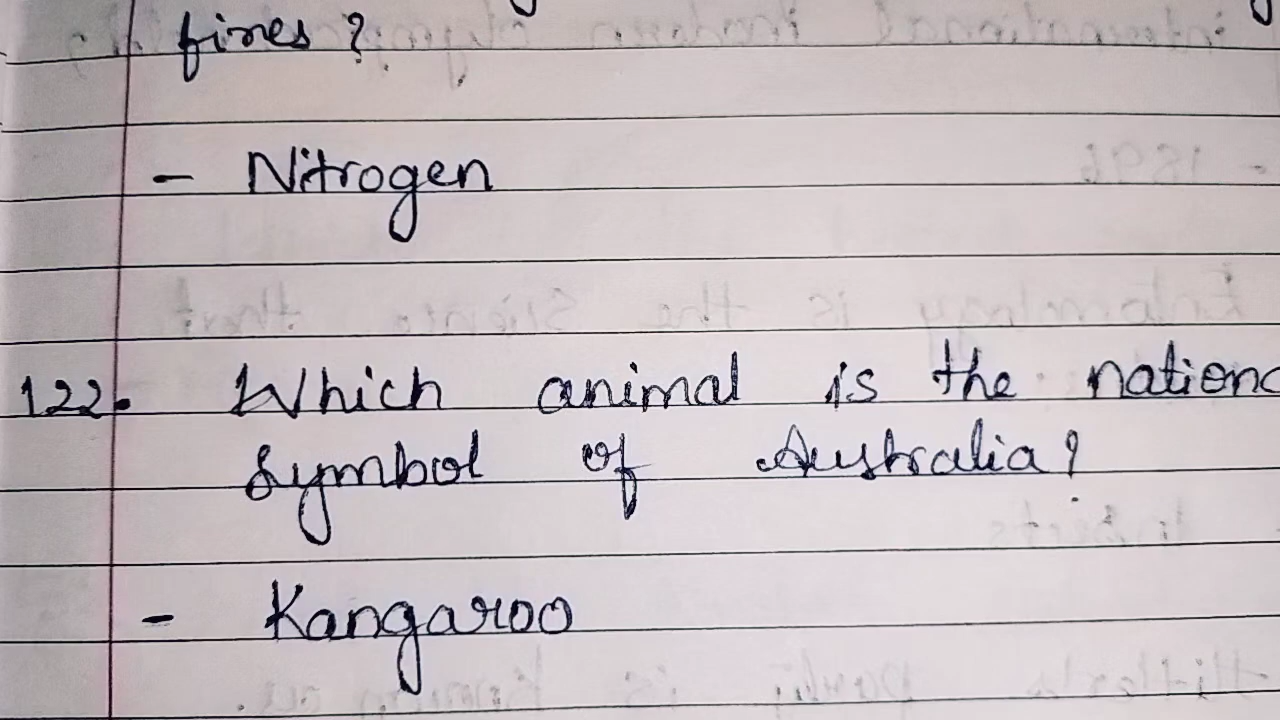 fires?
- Nitrogen
122. Which animal is the nationa
Symbol of Australia?
- Kangaroo